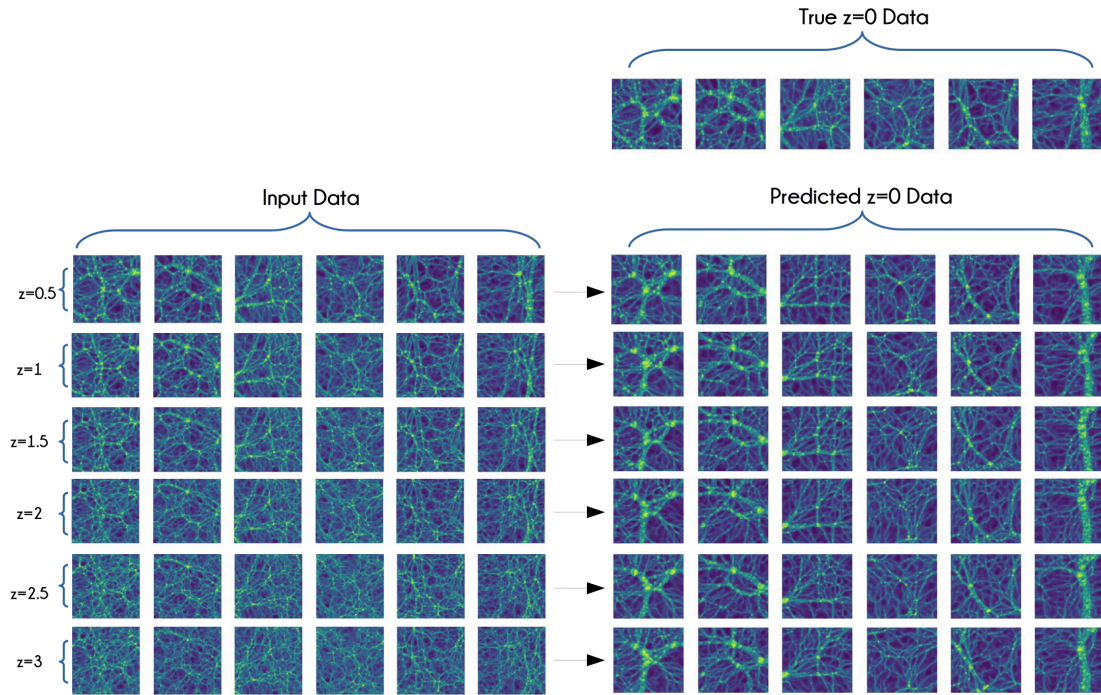 True z=0 Data
Input Data
Predicted z=0 Data
z=0.5
z=1
z=1.5
z=2
z=2.5
z=3